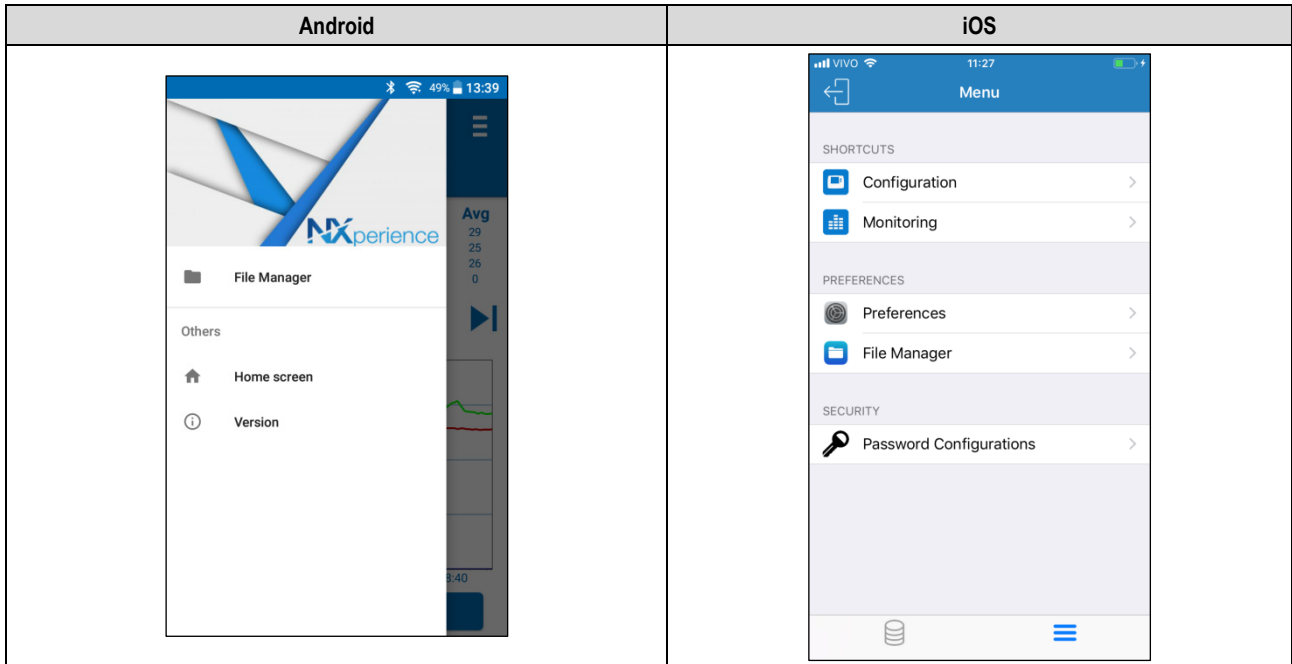 Android
iOS
49% 13:39
NXperience
File Manager
Others
Home screen
Version
Avg
29
25
26
0
3:40
VIVO 11:27
Menu
SHORTCUTS
Configuration
Monitoring
PREFERENCES
Preferences
File Manager
SECURITY
Password Configurations